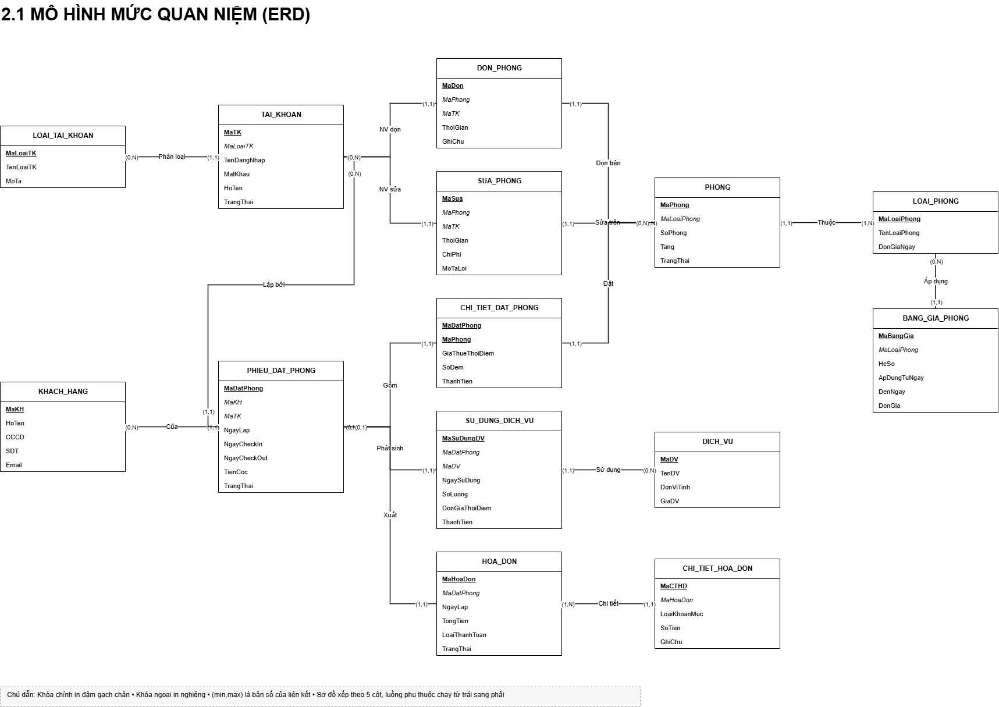 2.1 MÔ HÌNH MỨC QUAN NIỆM (ERD)
LOAI_TAI_KHOAN
MaLoaiTK
TenLoaiTK
MoTa
(0,N)
Phân loại
(1,1)
TAI_KHOAN
MaTK
MaLoaiTK
TenDangNhap
MatKhau
HoTen
TrangThai
(0,N)
(0,N)
NV dọn
(1,1)
NV sửa
(1,1)
Lập bởi
(1,1)
DON_PHONG
MaDon
MaPhong
MaTK
ThoiGian
GhiChu
(1,1)
Dọn trên
SUA_PHONG
MaSua
MaPhong
MaTK
ThoiGian
ChiPhi
MoTaLoi
(1,1)
Sửa trên
(0,N)
PHONG
MaPhong
MaLoaiPhong
SoPhong
Tang
TrangThai
(1,1)
Thuộc
(1,N)
LOAI_PHONG
MaLoaiPhong
TenLoaiPhong
DonGiaNgay
(0,N)
Áp dụng
(1,1)
BANG_GIA_PHONG
MaBangGia
MaLoaiPhong
HeSo
ApDungTuNgay
DenNgay
DonGia
KHACH_HANG
MaKH
HoTen
CCCD
SDT
Email
(0,N)
Của
(1,1)
PHIEU_DAT_PHONG
MaDatPhong
MaKH
MaTK
NgayLap
NgayCheckIn
NgayCheckOut
TienCoc
TrangThai
(0,1)
Gồm
(1,1)
Phát sinh
(1,1)
Xuất
(1,1)
CHI_TIET_DAT_PHONG
MaDatPhong
MaPhong
GiaThueThoiDiem
SoDem
ThanhTien
(1,1)
Đặt
SU_DUNG_DICH_VU
MaSuDungDV
MaDatPhong
MaDV
NgaySuDung
SoLuong
DonGiaThoiDiem
ThanhTien
(1,1)
Sử dụng
(0,N)
DICH_VU
MaDV
TenDV
DonViTinh
GiaDV
HOA_DON
MaHoaDon
MaDatPhong
NgayLap
TongTien
LoaiThanhToan
TrangThai
(1,N)
Chi tiết
(1,1)
CHI_TIET_HOA_DON
MaCTHD
MaHoaDon
LoaiKhoanMuc
SoTien
GhiChu
Chú dẫn: Khóa chính in đậm gạch chân • Khóa ngoại in nghiêng • (min,max) là bản số của liên kết • Sơ đồ xếp theo 5 cột, luồng phụ thuộc chạy từ trái sang phải